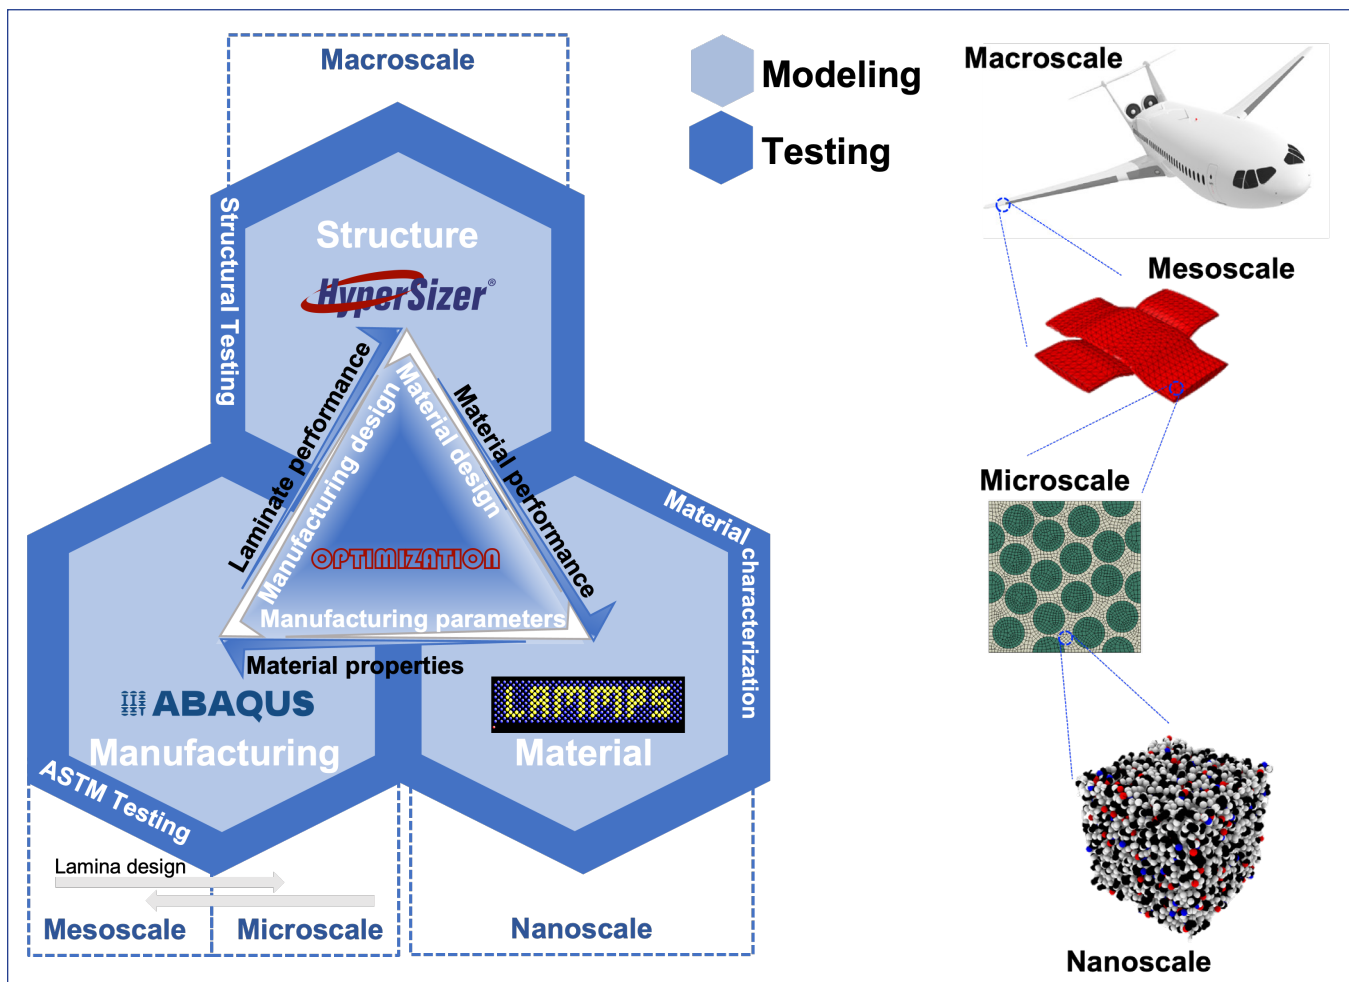 Macroscale
Modeling
Testing
Structural Testing
Structure
HyperSizer®
Laminate performance
Manufacturing design
Material design
Material performance
OPTIMIZATION
Manufacturing parameters
Material properties
ABAQUS
Manufacturing
ASTM Testing
LAMMPS
Material
Material characterization
Lamina design
Mesoscale
Microscale
Nanoscale
Macroscale
Mesoscale
Microscale
Nanoscale